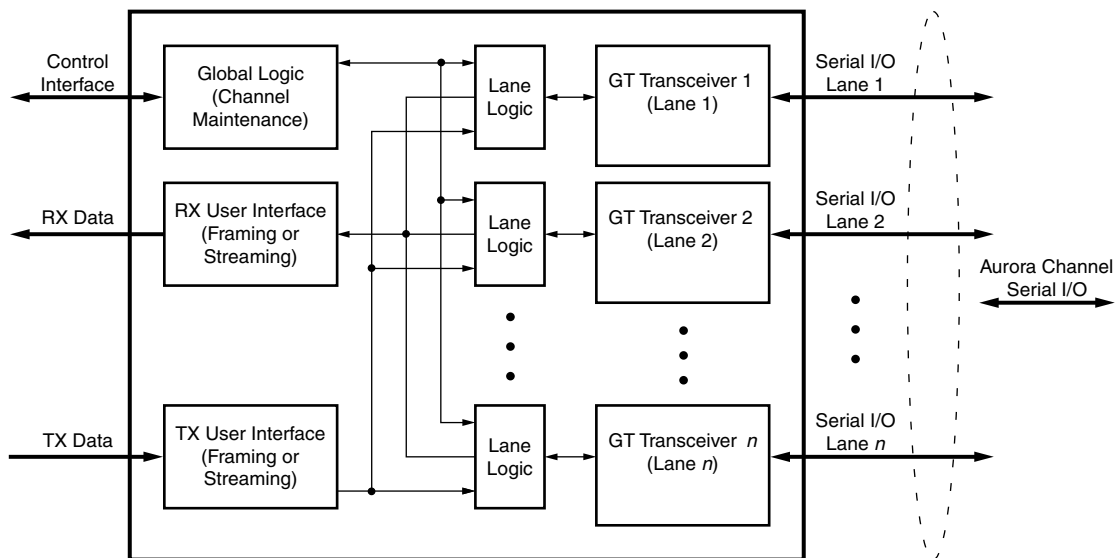 Control
Interface
Global Logic
(Channel
Maintenance)
Lane
Logic
GT Transceiver 1
(Lane 1)
Serial I/O
Lane 1
RX Data
RX User Interface
(Framing or
Streaming)
Lane
Logic
GT Transceiver 2
(Lane 2)
Serial I/O
Lane 2
Aurora Channel
Serial I/O
TX Data
TX User Interface
(Framing or
Streaming)
Lane
Logic
GT Transceiver n
(Lane n)
Serial I/O
Lane n